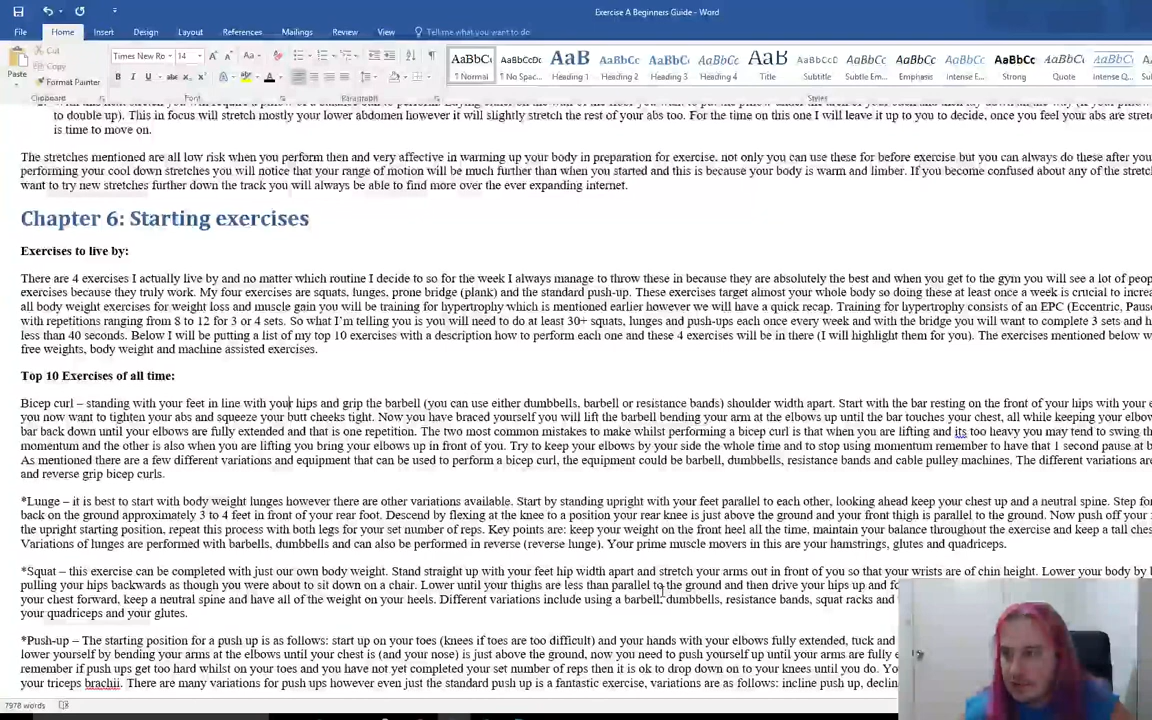 Exercise A Beginners Guide - Word
File Home Insert Design Layout References Mailings Review View Tell me what you want to do
Paste Cut Copy Format Painter
Times New Ro 14
AaBbCc AaBbCcDc AaB AaBbCc AaBbCc AaBbCc AaB AaBbCcDc AaBbCc AaBbCc AaBbCc AaBbCc AaBbCc AaBbCc
¶ Normal ¶ No Spac... Heading 1 Heading 2 Heading 3 Heading 4 Title Subtitle Subtle Em... Emphasis Intense E... Strong Quote Intense Q...
Clipboard Font Paragraph Styles
to double up). This in focus will stretch mostly your lower abdomen however it will slightly stretch the rest of your abs too. For the time on this one I will leave it up to you to decide, once you feel your abs are
is time to move on.
The stretches mentioned are all low risk when you perform then and very affective in warming up your body in preparation for exercise. not only you can use these for before exercise but you can always do these after
performing your cool down stretches you will notice that your range of motion will be much further than when you started and this is because your body is warm and limber. If you become confused about any of the
want to try new stretches further down the track you will always be able to find more over the ever expanding internet.
Chapter 6: Starting exercises
Exercises to live by:
There are 4 exercises I actually live by and no matter which routine I decide to so for the week I always manage to throw these in because they are absolutely the best and when you get to the gym you will see a lot of
exercises because they truly work. My four exercises are squats, lunges, prone bridge (plank) and the standard push-up. These exercises target almost your whole body so doing these at least once a week is crucial to
all body weight exercises for weight loss and muscle gain you will be training for hypertrophy which is mentioned earlier however we will have a quick recap. Training for hypertrophy consists of an EPC (Eccentric,
with repetitions ranging from 8 to 12 for 3 or 4 sets. So what I'm telling you is you will need to do at least 30+ squats, lunges and push-ups each once every week and with the bridge you will want to complete 3 sets and
less than 40 seconds. Below I will be putting a list of my top 10 exercises with a description how to perform each one and these 4 exercises will be in there (I will highlight them for you). The exercises mentioned below
free weights, body weight and machine assisted exercises.
Top 10 Exercises of all time:
Bicep curl – standing with your feet in line with your hips and grip the barbell (you can use either dumbbells, barbell or resistance bands) shoulder width apart. Start with the bar resting on the front of your hips with your
you now want to tighten your abs and squeeze your butt cheeks tight. Now you have braced yourself you will lift the barbell bending your arm at the elbows up until the bar touches your chest, all while keeping your
bar back down until your elbows are fully extended and that is one repetition. The two most common mistakes to make whilst performing a bicep curl is that when you are lifting and its too heavy you may tend to swing
momentum and the other is also when you are lifting you bring your elbows up in front of you. Try to keep your elbows by your side the whole time and to stop using momentum remember to have that 1 second pause at
As mentioned there are a few different variations and equipment that can be used to perform a bicep curl, the equipment could be barbell, dumbbells, resistance bands and cable pulley machines. The different variations
and reverse grip bicep curls.
*Lunge – it is best to start with body weight lunges however there are other variations available. Start by standing upright with your feet parallel to each other, looking ahead keep your chest up and a neutral spine. Step
back on the ground approximately 3 to 4 feet in front of your rear foot. Descend by flexing at the knee to a position your rear knee is just above the ground and your front thigh is parallel to the ground. Now push off your
the upright starting position, repeat this process with both legs for your set number of reps. Key points are: keep your weight on the front heel all the time, maintain your balance throughout the exercise and keep a tall
Variations of lunges are performed with barbells, dumbbells and can also be performed in reverse (reverse lunge). Your prime muscle movers in this are your hamstrings, glutes and quadriceps.
*Squat – this exercise can be completed with just our own body weight. Stand straight up with your feet hip width apart and stretch your arms out in front of you so that your wrists are of chin height. Lower your body by
pulling your hips backwards as though you were about to sit down on a chair. Lower until your thighs are less than parallel to the ground and then drive your hips up and
your chest forward, keep a neutral spine and have all of the weight on your heels. Different variations include using a barbell, dumbbells, resistance bands, squat racks and
your quadriceps and your glutes.
*Push-up – The starting position for a push up is as follows: start up on your toes (knees if toes are too difficult) and your hands with your elbows fully extended, tuck and
lower yourself by bending your arms at the elbows until your chest is (and your nose) is just above the ground, now you need to push yourself up until your arms are fully
remember if push ups get too hard whilst on your toes and you have not yet completed your set number of reps then it is ok to drop down on to your knees until you do.
your triceps brachii. There are many variations for push ups however even just the standard push up is a fantastic exercise, variations are as follows: incline push up,
7978 words